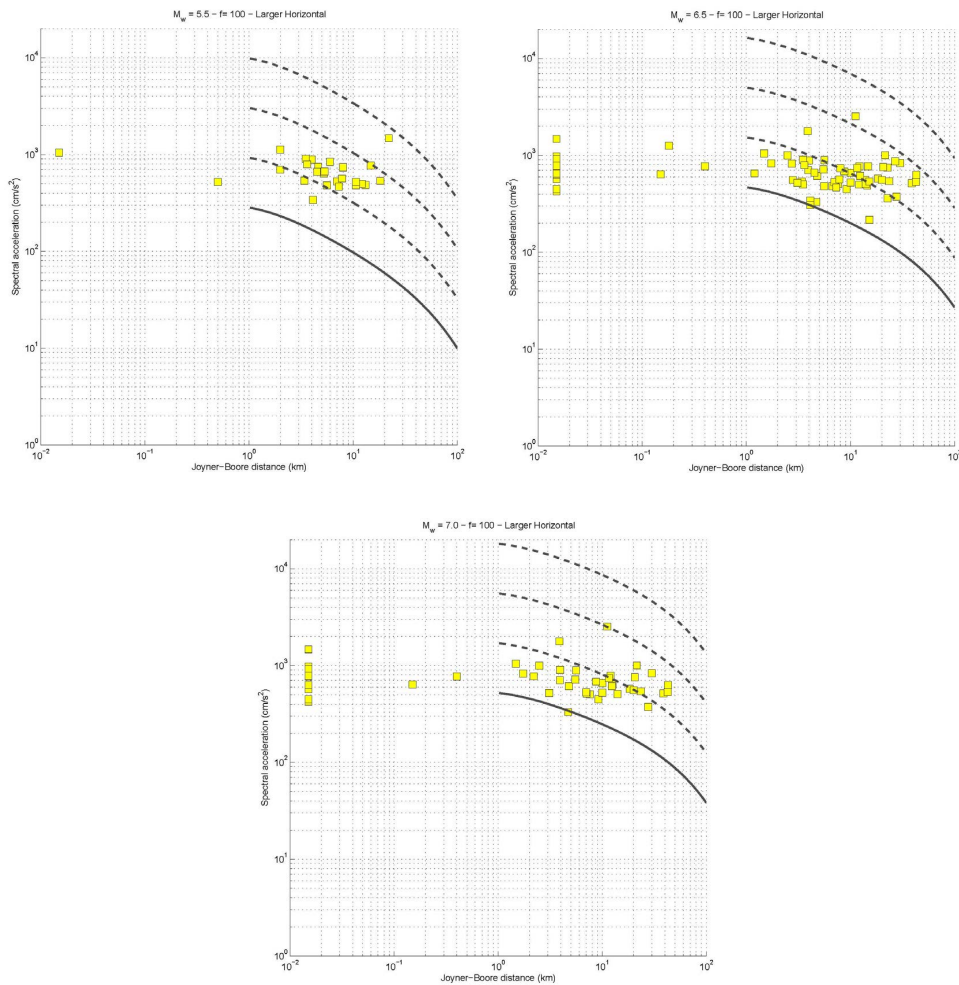 M_w = 5.5 − f= 100 − Larger Horizontal
10^4
10^3
10^2
10^1
10^0
Spectral acceleration (cm/s^2)
10^−2 10^−1 10^0 10^1 10^2
Joyner−Boore distance (km)
M_w = 6.5 − f= 100 − Larger Horizontal
10^4
10^3
10^2
10^1
10^0
Spectral acceleration (cm/s^2)
10^−2 10^−1 10^0 10^1 10^2
Joyner−Boore distance (km)
M_w = 7.0 − f= 100 − Larger Horizontal
10^4
10^3
10^2
10^1
10^0
Spectral acceleration (cm/s^2)
10^−2 10^−1 10^0 10^1 10^2
Joyner−Boore distance (km)